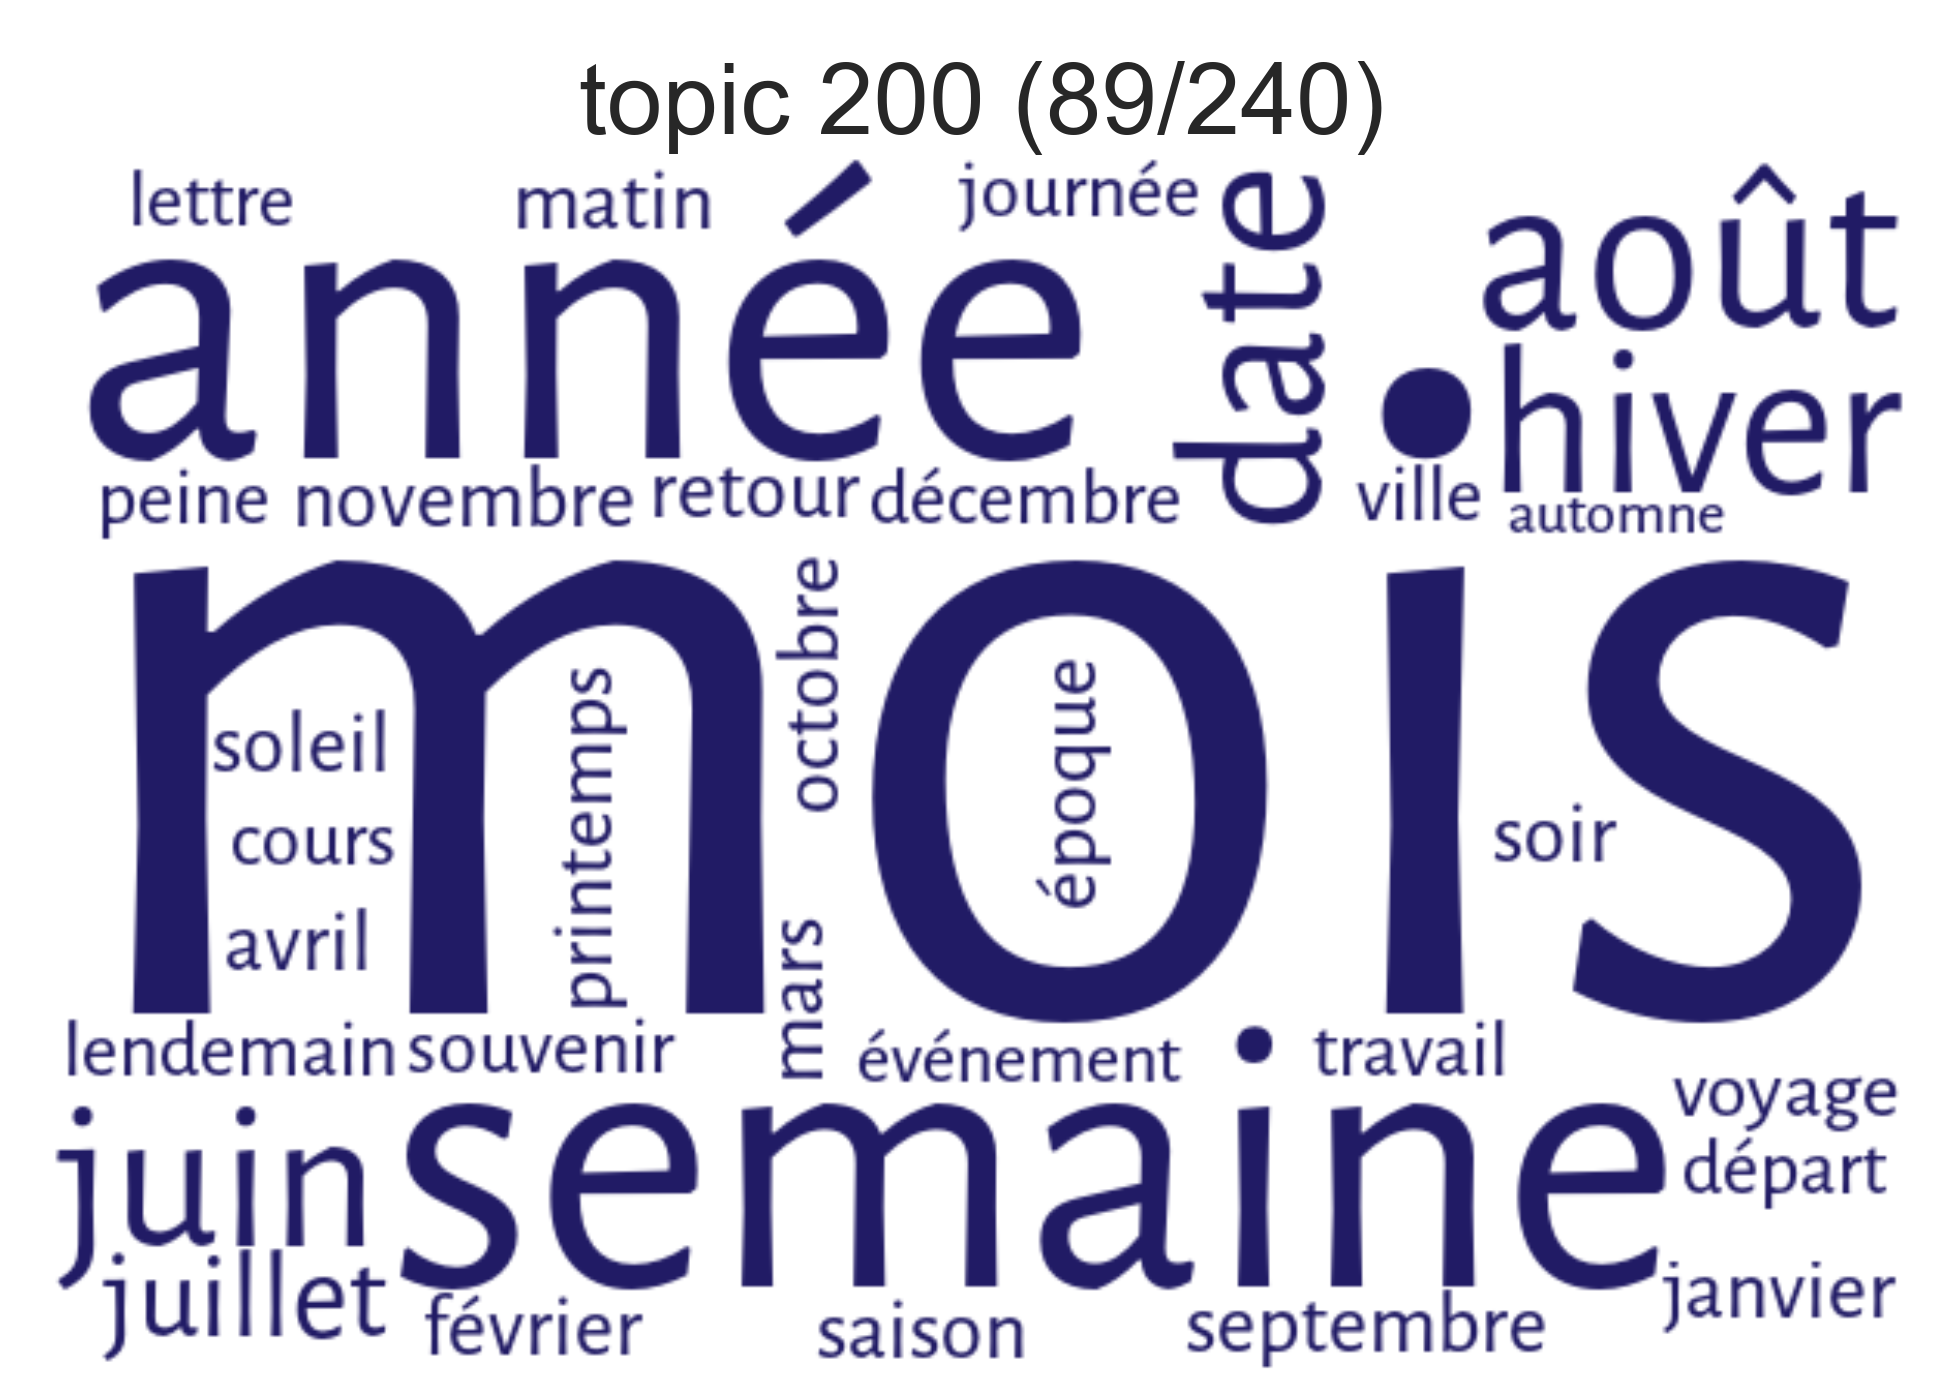 topic 200 (89/240)
lettre matin journée
année date août
hiver
peine novembre retour décembre ville automne
mois
octobre
époque
printemps
soleil
cours
soir
avril
mars
lendemain souvenir événement travail
voyage
juin semaine départ
juillet janvier
février saison septembre